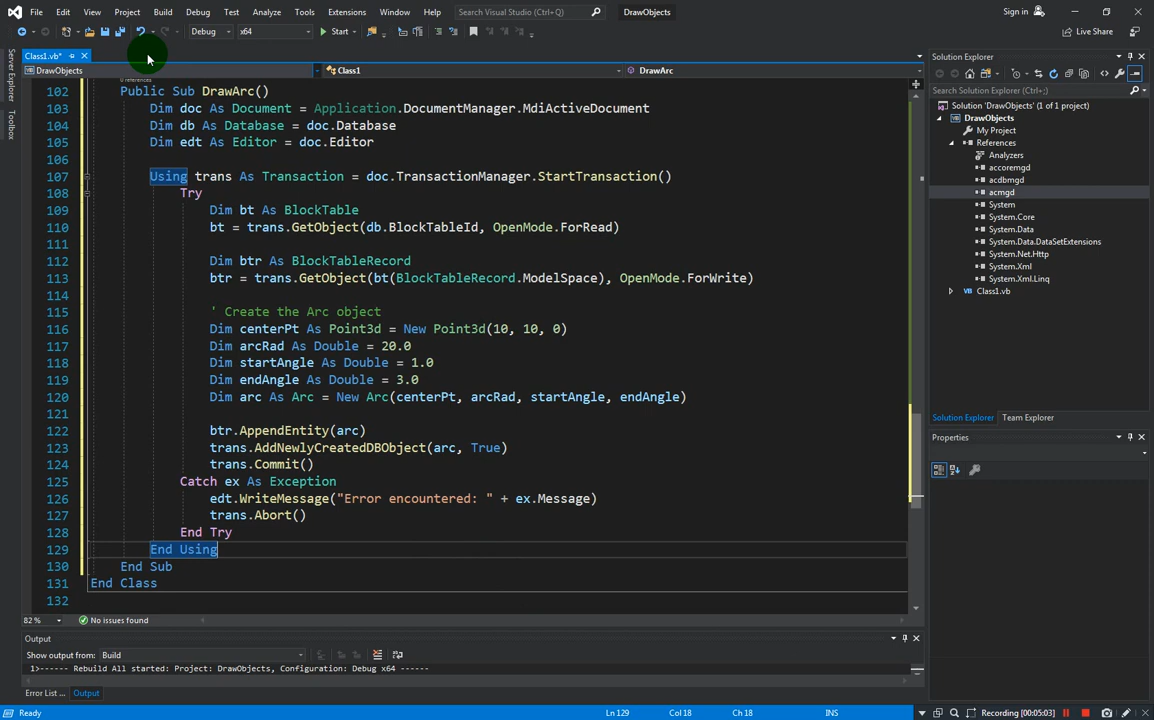 File Edit View Project Build Debug Test Analyze Tools Extensions Window Help Search Visual Studio (Ctrl+Q) DrawObjects Sign in
Debug x64 Start Live Share
Server Explorer
Toolbox
Class1.vb*
DrawObjects Class1 DrawArc
0 references
102 Public Sub DrawArc()
103 Dim doc As Document = Application.DocumentManager.MdiActiveDocument
104 Dim db As Database = doc.Database
105 Dim edt As Editor = doc.Editor
106
107 Using trans As Transaction = doc.TransactionManager.StartTransaction()
108 Try
109 Dim bt As BlockTable
110 bt = trans.GetObject(db.BlockTableId, OpenMode.ForRead)
111
112 Dim btr As BlockTableRecord
113 btr = trans.GetObject(bt(BlockTableRecord.ModelSpace), OpenMode.ForWrite)
114
115 ' Create the Arc object
116 Dim centerPt As Point3d = New Point3d(10, 10, 0)
117 Dim arcRad As Double = 20.0
118 Dim startAngle As Double = 1.0
119 Dim endAngle As Double = 3.0
120 Dim arc As Arc = New Arc(centerPt, arcRad, startAngle, endAngle)
121
122 btr.AppendEntity(arc)
123 trans.AddNewlyCreatedDBObject(arc, True)
124 trans.Commit()
125 Catch ex As Exception
126 edt.WriteMessage("Error encountered: " + ex.Message)
127 trans.Abort()
128 End Try
129 End Using
130 End Sub
131 End Class
132
82 % No issues found
Output
Show output from: Build
1>------ Rebuild All started: Project: DrawObjects, Configuration: Debug x64 ------
Error List ... Output
Solution Explorer
Search Solution Explorer (Ctrl+;)
Solution 'DrawObjects' (1 of 1 project)
DrawObjects
My Project
References
Analyzers
accoremgd
acdbmgd
acmgd
System
System.Core
System.Data
System.Data.DataSetExtensions
System.Net.Http
System.Xml
System.Xml.Linq
VB Class1.vb
Solution Explorer Team Explorer
Properties
Ready Ln 129 Col 18 Ch 18 INS Recording [00:05:03]